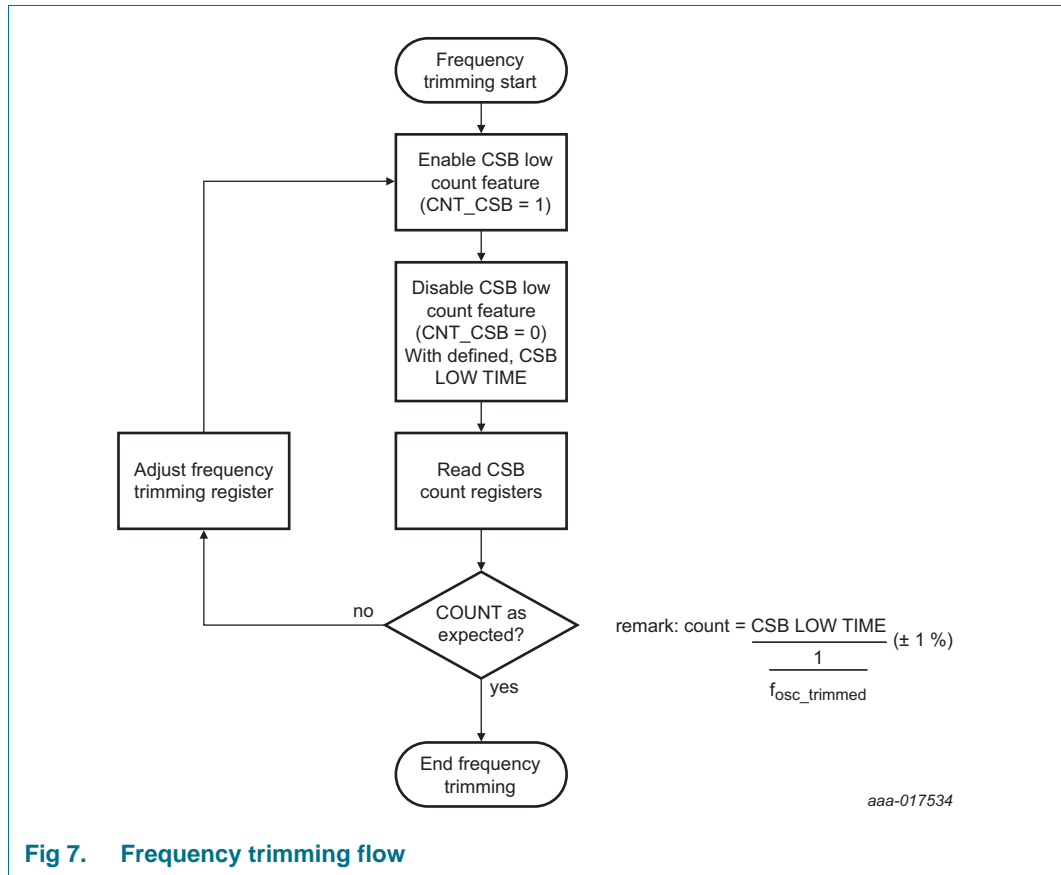 Frequency
trimming start
Enable CSB low
count feature
(CNT_CSB = 1)
Disable CSB low
count feature
(CNT_CSB = 0)
With defined, CSB
LOW TIME
Adjust frequency
trimming register
Read CSB
count registers
no
COUNT as
expected?
remark: count = CSB LOW TIME (± 1 %)
1
fosc_trimmed
yes
End frequency
trimming
aaa-017534
Fig 7. Frequency trimming flow